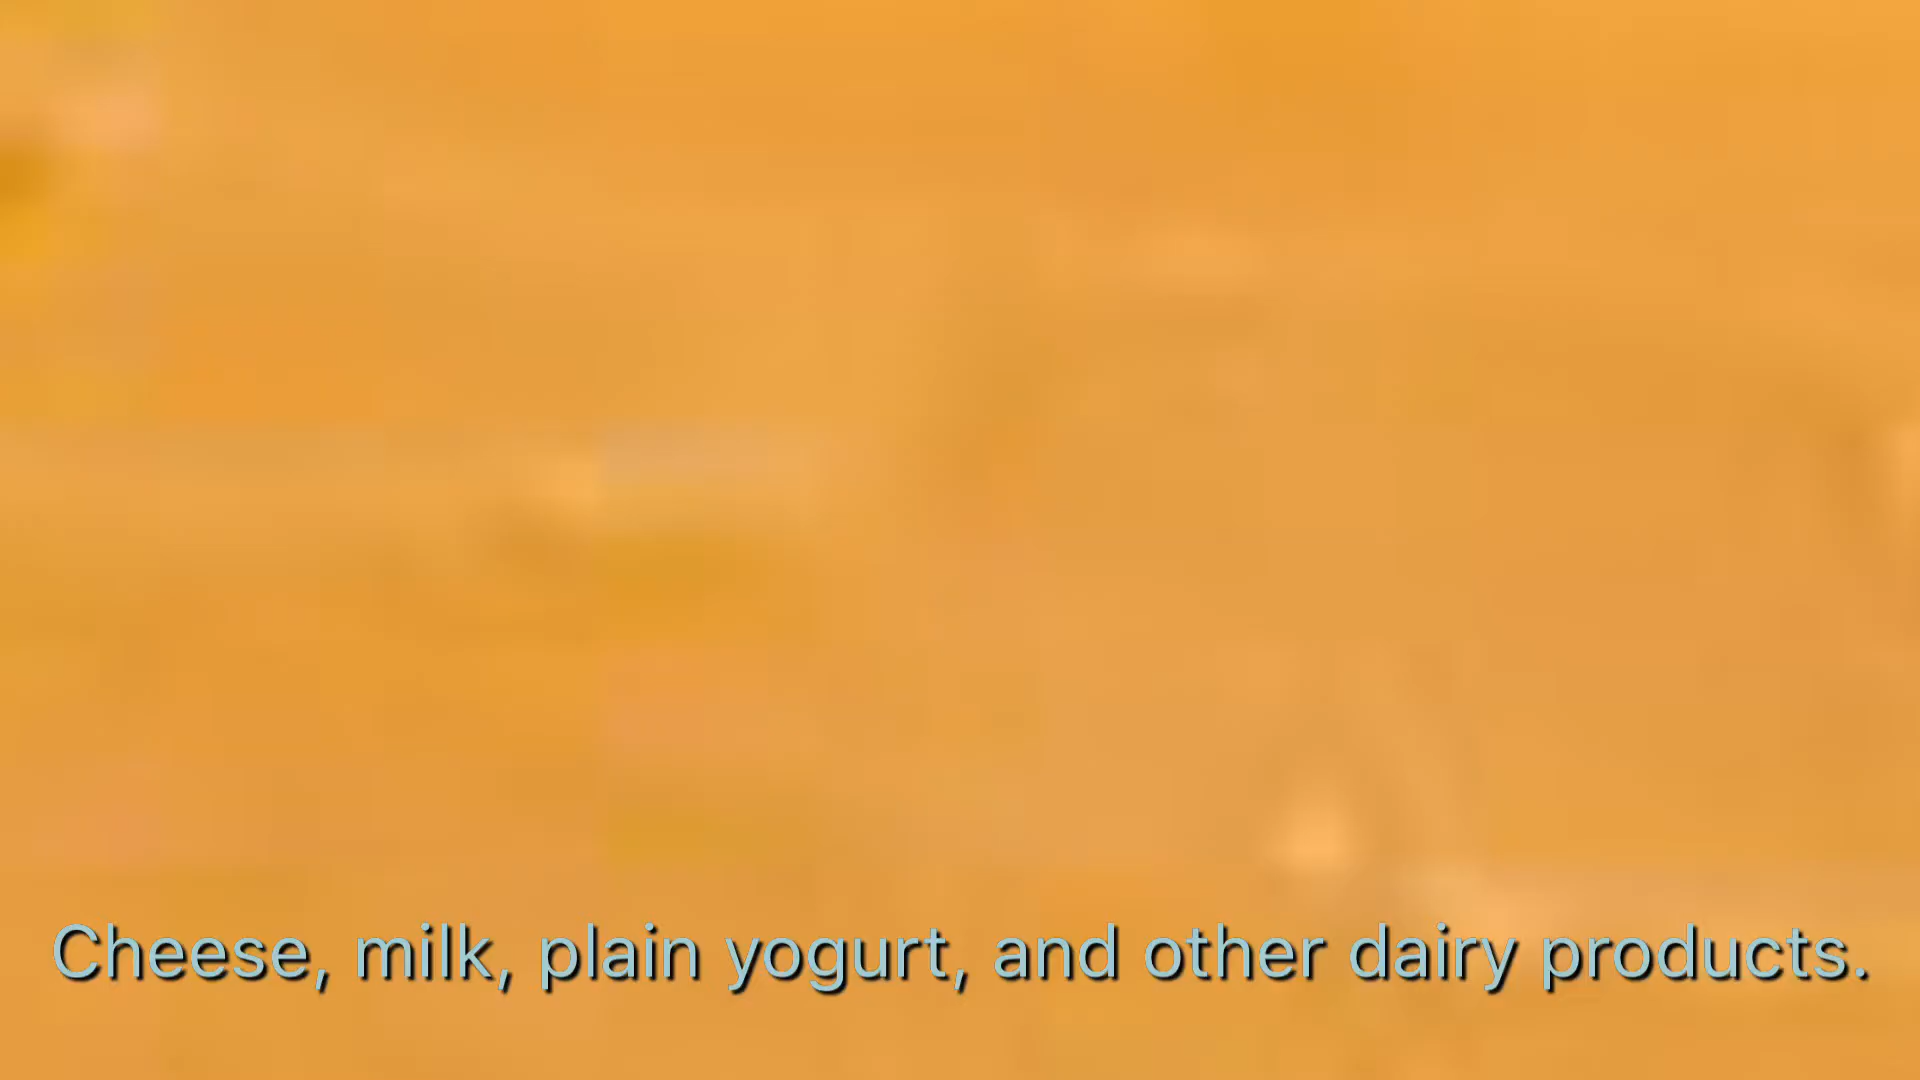 Cheese, milk, plain yogurt, and other dairy products.